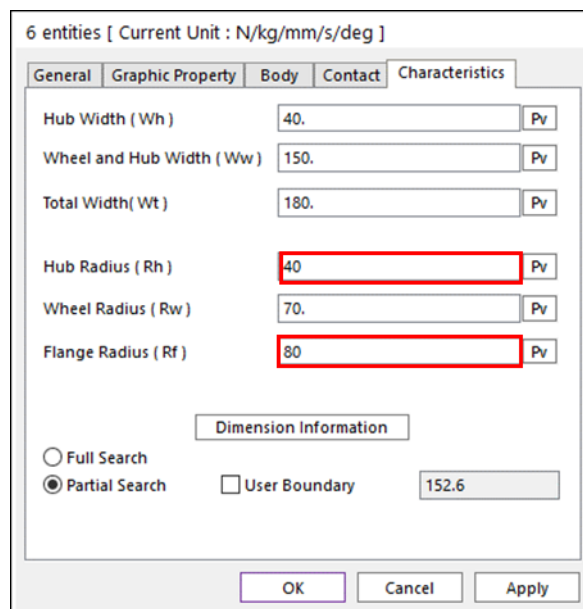 6 entities [ Current Unit : N/kg/mm/s/deg ]
General Graphic Property Body Contact Characteristics
Hub Width ( Wh ) 40. Pv
Wheel and Hub Width ( Ww ) 150. Pv
Total Width( Wt ) 180. Pv
Hub Radius ( Rh ) 40 Pv
Wheel Radius ( Rw ) 70. Pv
Flange Radius ( Rf ) 80 Pv
Dimension Information
Full Search
Partial Search User Boundary 152.6
OK Cancel Apply